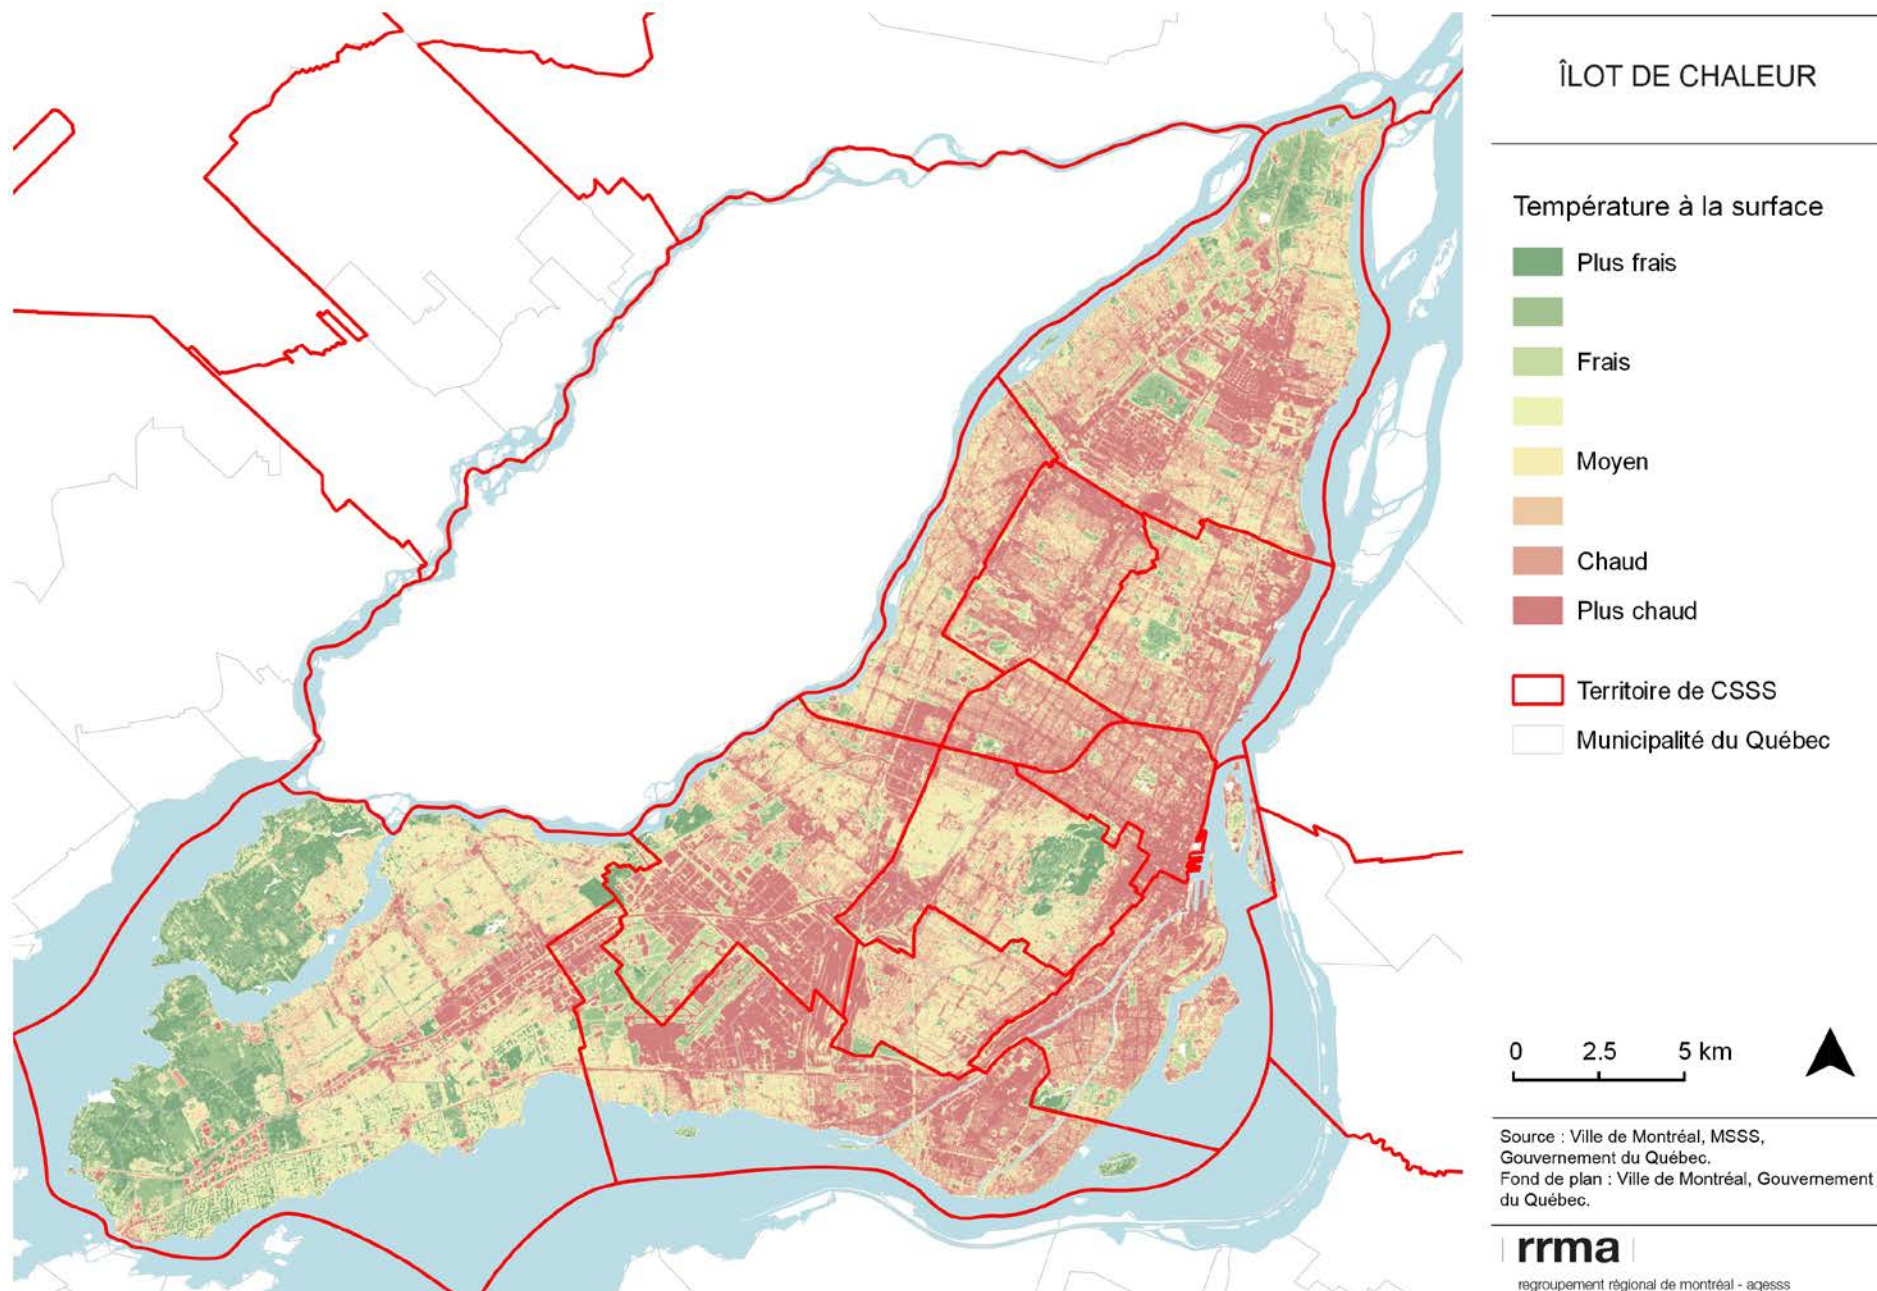 ÎLOT DE CHALEUR
Température à la surface
Plus frais
Frais
Moyen
Chaud
Plus chaud
Territoire de CSSS
Municipalité du Québec
0 2.5 5 km
Source : Ville de Montréal, MSSS,
Gouvernement du Québec.
Fond de plan : Ville de Montréal, Gouvernement
du Québec.
rrma
regroupement régional de montréal - aqesss